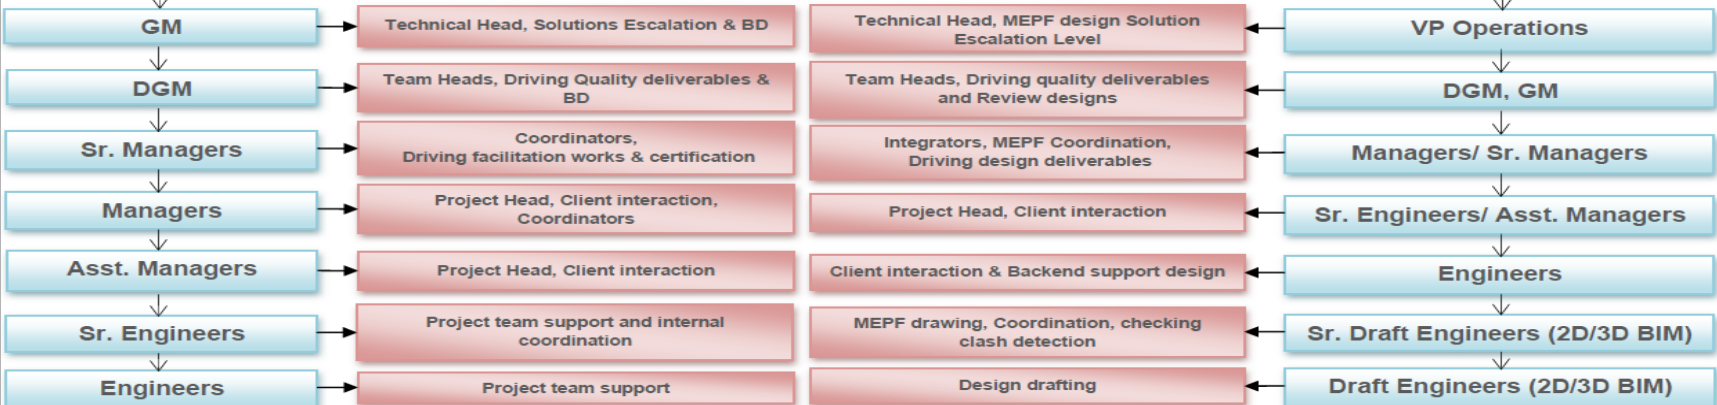 GM
Technical Head, Solutions Escalation & BD
Technical Head, MEPF design Solution
Escalation Level
VP Operations
DGM
Team Heads, Driving Quality deliverables &
BD
Team Heads, Driving quality deliverables
and Review designs
DGM, GM
Sr. Managers
Coordinators,
Driving facilitation works & certification
Integrators, MEPF Coordination,
Driving design deliverables
Managers/ Sr. Managers
Managers
Project Head, Client interaction,
Coordinators
Project Head, Client interaction
Sr. Engineers/ Asst. Managers
Asst. Managers
Project Head, Client interaction
Client interaction & Backend support design
Engineers
Sr. Engineers
Project team support and internal
coordination
MEPF drawing, Coordination, checking
clash detection
Sr. Draft Engineers (2D/3D BIM)
Engineers
Project team support
Design drafting
Draft Engineers (2D/3D BIM)